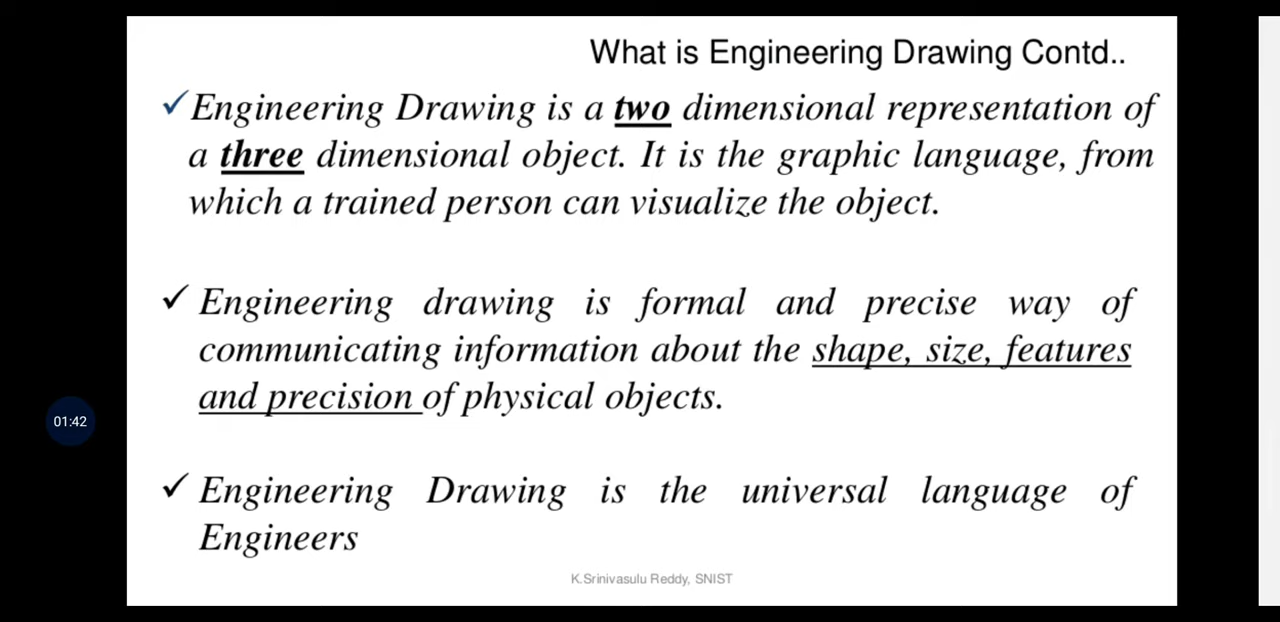 What is Engineering Drawing Contd..
✓Engineering Drawing is a two dimensional representation of
a three dimensional object. It is the graphic language, from
which a trained person can visualize the object.
✓ Engineering drawing is formal and precise way of
communicating information about the shape, size, features
and precision of physical objects.
01:42
✓ Engineering Drawing is the universal language of
Engineers
K.Srinivasulu Reddy, SNIST